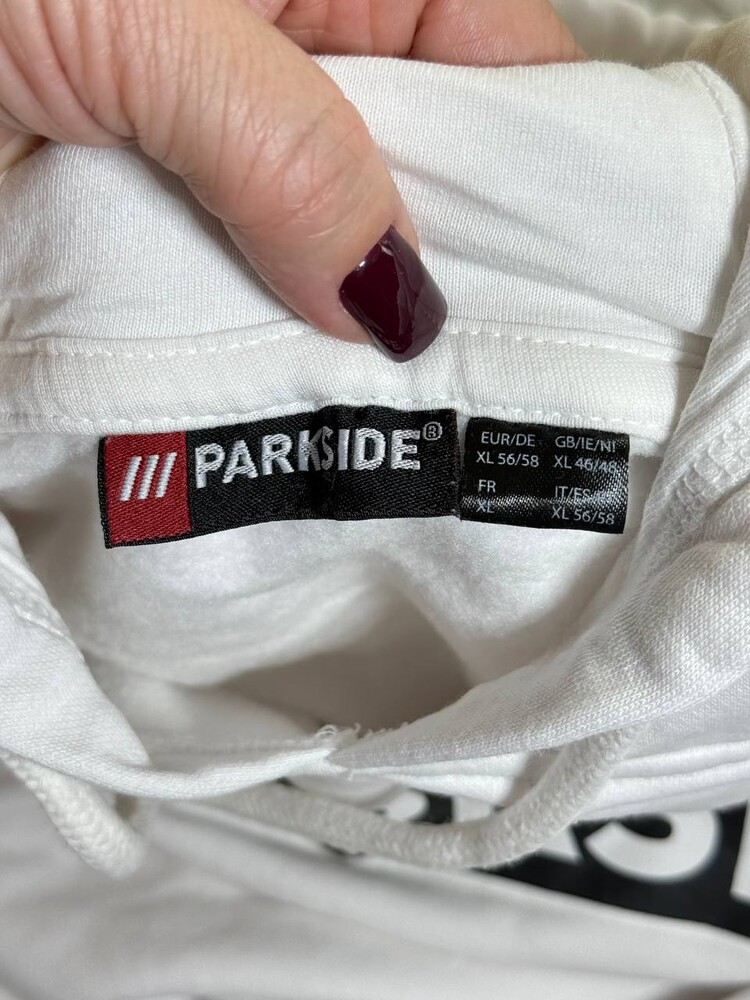 /// PARKSIDE®
EUR/DE GB/IE/NI
XL 56/58 XL 46/48
FR IT/ES
XL XL 56/58